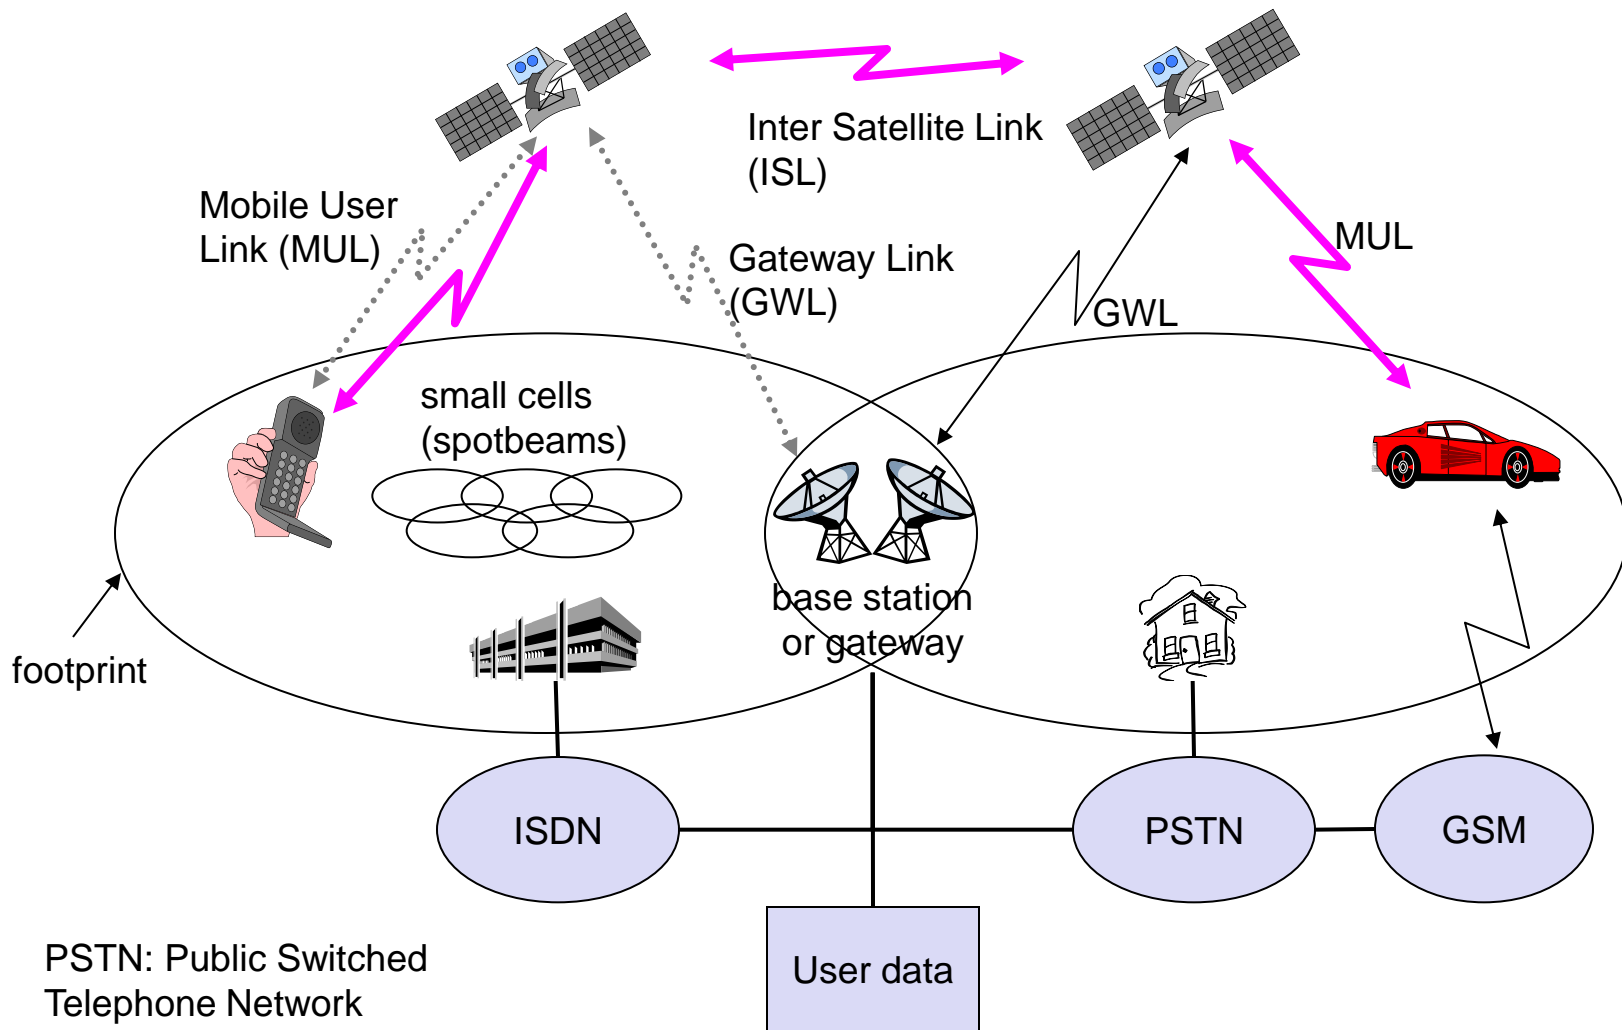 Inter Satellite Link
(ISL)
Mobile User
Link (MUL)
MUL
Gateway Link
(GWL)
GWL
small cells
(spotbeams)
base station
or gateway
footprint
ISDN
PSTN
GSM
PSTN: Public Switched
Telephone Network
User data